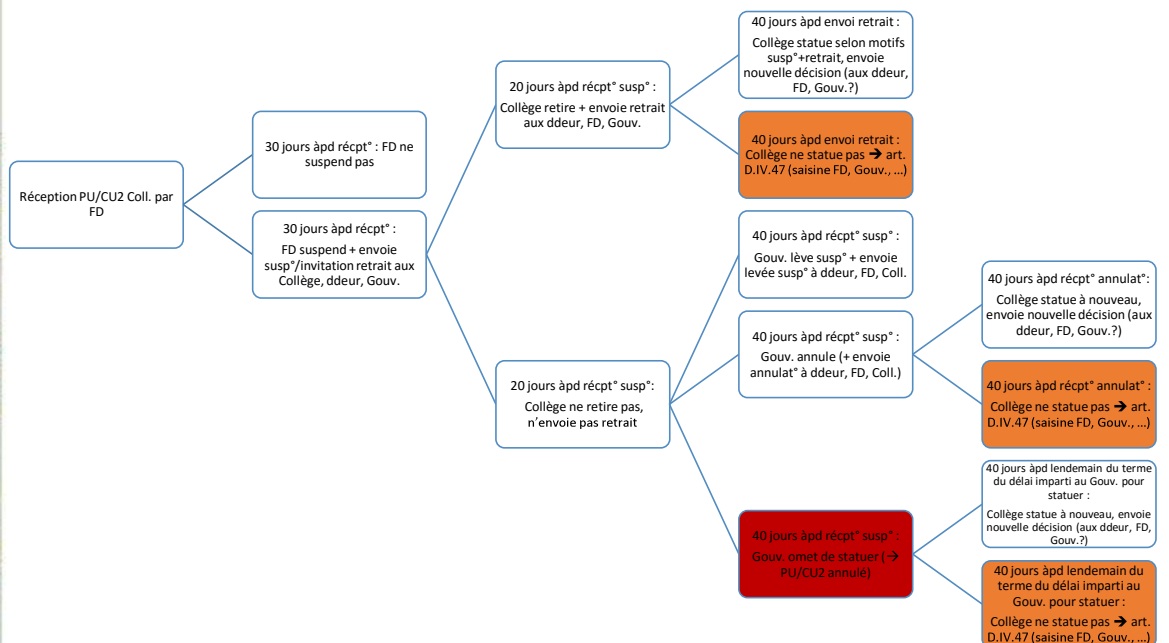 Réception PU/CU2 Coll. par
FD
30 jours àpd récpt° : FD ne
suspend pas
30 jours àpd récpt° :
FD suspend + envoie
susp°/invitation retrait aux
Collège, ddeur, Gouv.
20 jours àpd récpt° susp° :
Collège retire + envoie retrait
aux ddeur, FD, Gouv.
20 jours àpd récpt° susp°:
Collège ne retire pas,
n'envoie pas retrait
40 jours àpd envoi retrait :
Collège statue selon motifs
susp°+retrait, envoie
nouvelle décision (aux ddeur,
FD, Gouv.?)
40 jours àpd envoi retrait :
Collège ne statue pas → art.
D.IV.47 (saisine FD, Gouv., ...)
40 jours àpd récpt° susp° :
Gouv. lève susp° + envoie
levée susp° à ddeur, FD, Coll.
40 jours àpd récpt° susp° :
Gouv. annule (+ envoie
annulat° à ddeur, FD, Coll.)
40 jours àpd récpt° susp° :
Gouv. omet de statuer (→
PU/CU2 annulé)
40 jours àpd récpt° annulat°:
Collège statue à nouveau,
envoie nouvelle décision (aux
ddeur, FD, Gouv.?)
40 jours àpd récpt° annulat° :
Collège ne statue pas → art.
D.IV.47 (saisine FD, Gouv., ...)
40 jours àpd lendemain du terme
du délai imparti au Gouv. pour
statuer :
Collège statue à nouveau, envoie
nouvelle décision (aux ddeur, FD,
Gouv.?)
40 jours àpd lendemain du
terme du délai imparti au
Gouv. pour statuer :
Collège ne statue pas → art.
D.IV.47 (saisine FD, Gouv., ...)